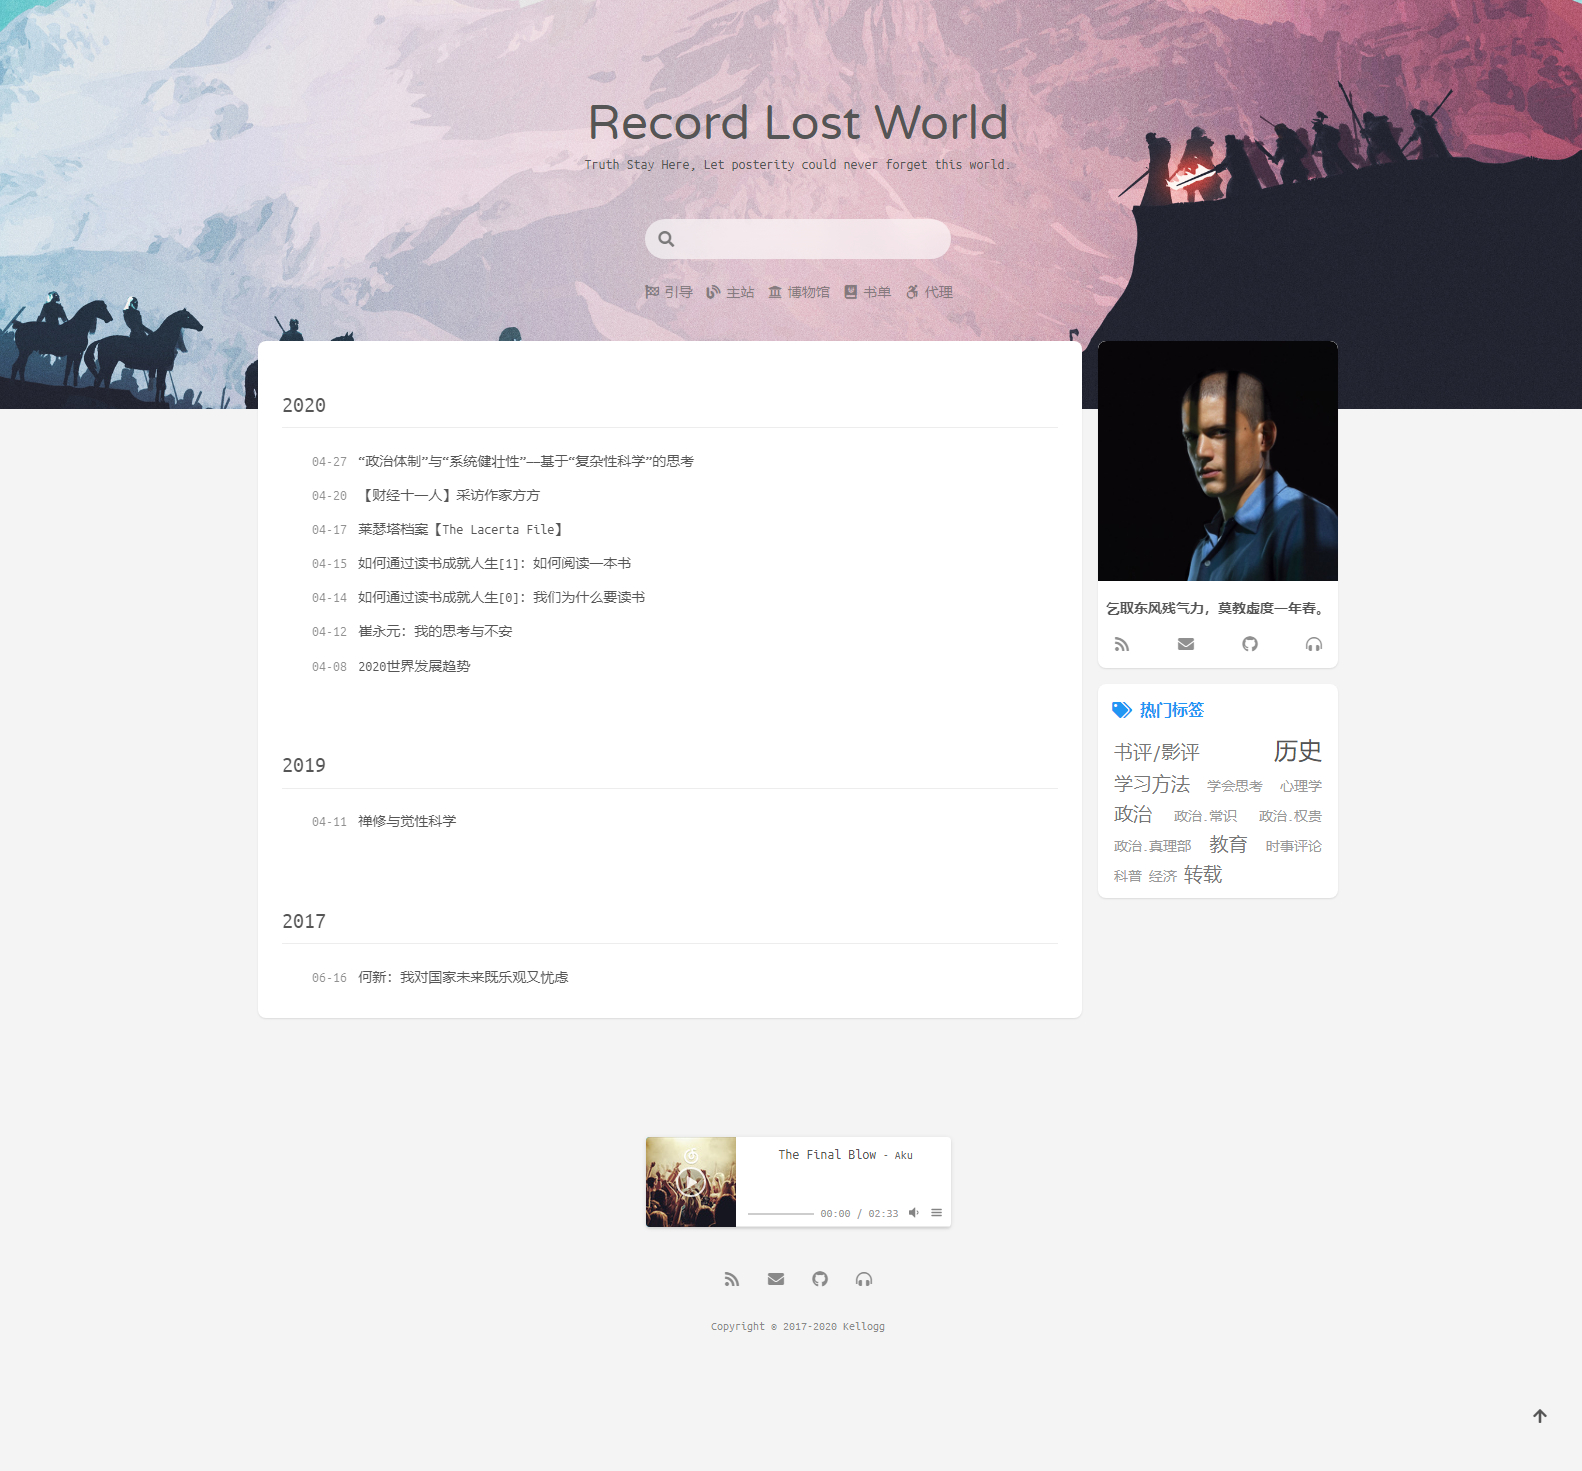 Record Lost World
Truth Stay Here, Let posterity could never forget this world.
引导 主站 博物馆 书单 代理
2020
04-27 “政治体制”与“系统健壮性”——基于“复杂性科学”的思考
04-20 【财经十一人】采访作家方方
04-17 莱瑟塔档案【The Lacerta File】
04-15 如何通过读书成就人生[1]：如何阅读一本书
04-14 如何通过读书成就人生[0]：我们为什么要读书
04-12 崔永元：我的思考与不安
04-08 2020世界发展趋势
2019
04-11 禅修与觉性科学
2017
06-16 何新：我对国家未来既乐观又忧虑
乞取东风残气力，莫教虚度一年春。
热门标签
书评/影评 历史
学习方法 学会思考 心理学
政治 政治.常识 政治.权贵
政治.真理部 教育 时事评论
科普 经济 转载
The Final Blow - Aku
00:00 / 02:33
Copyright © 2017-2020 Kellogg